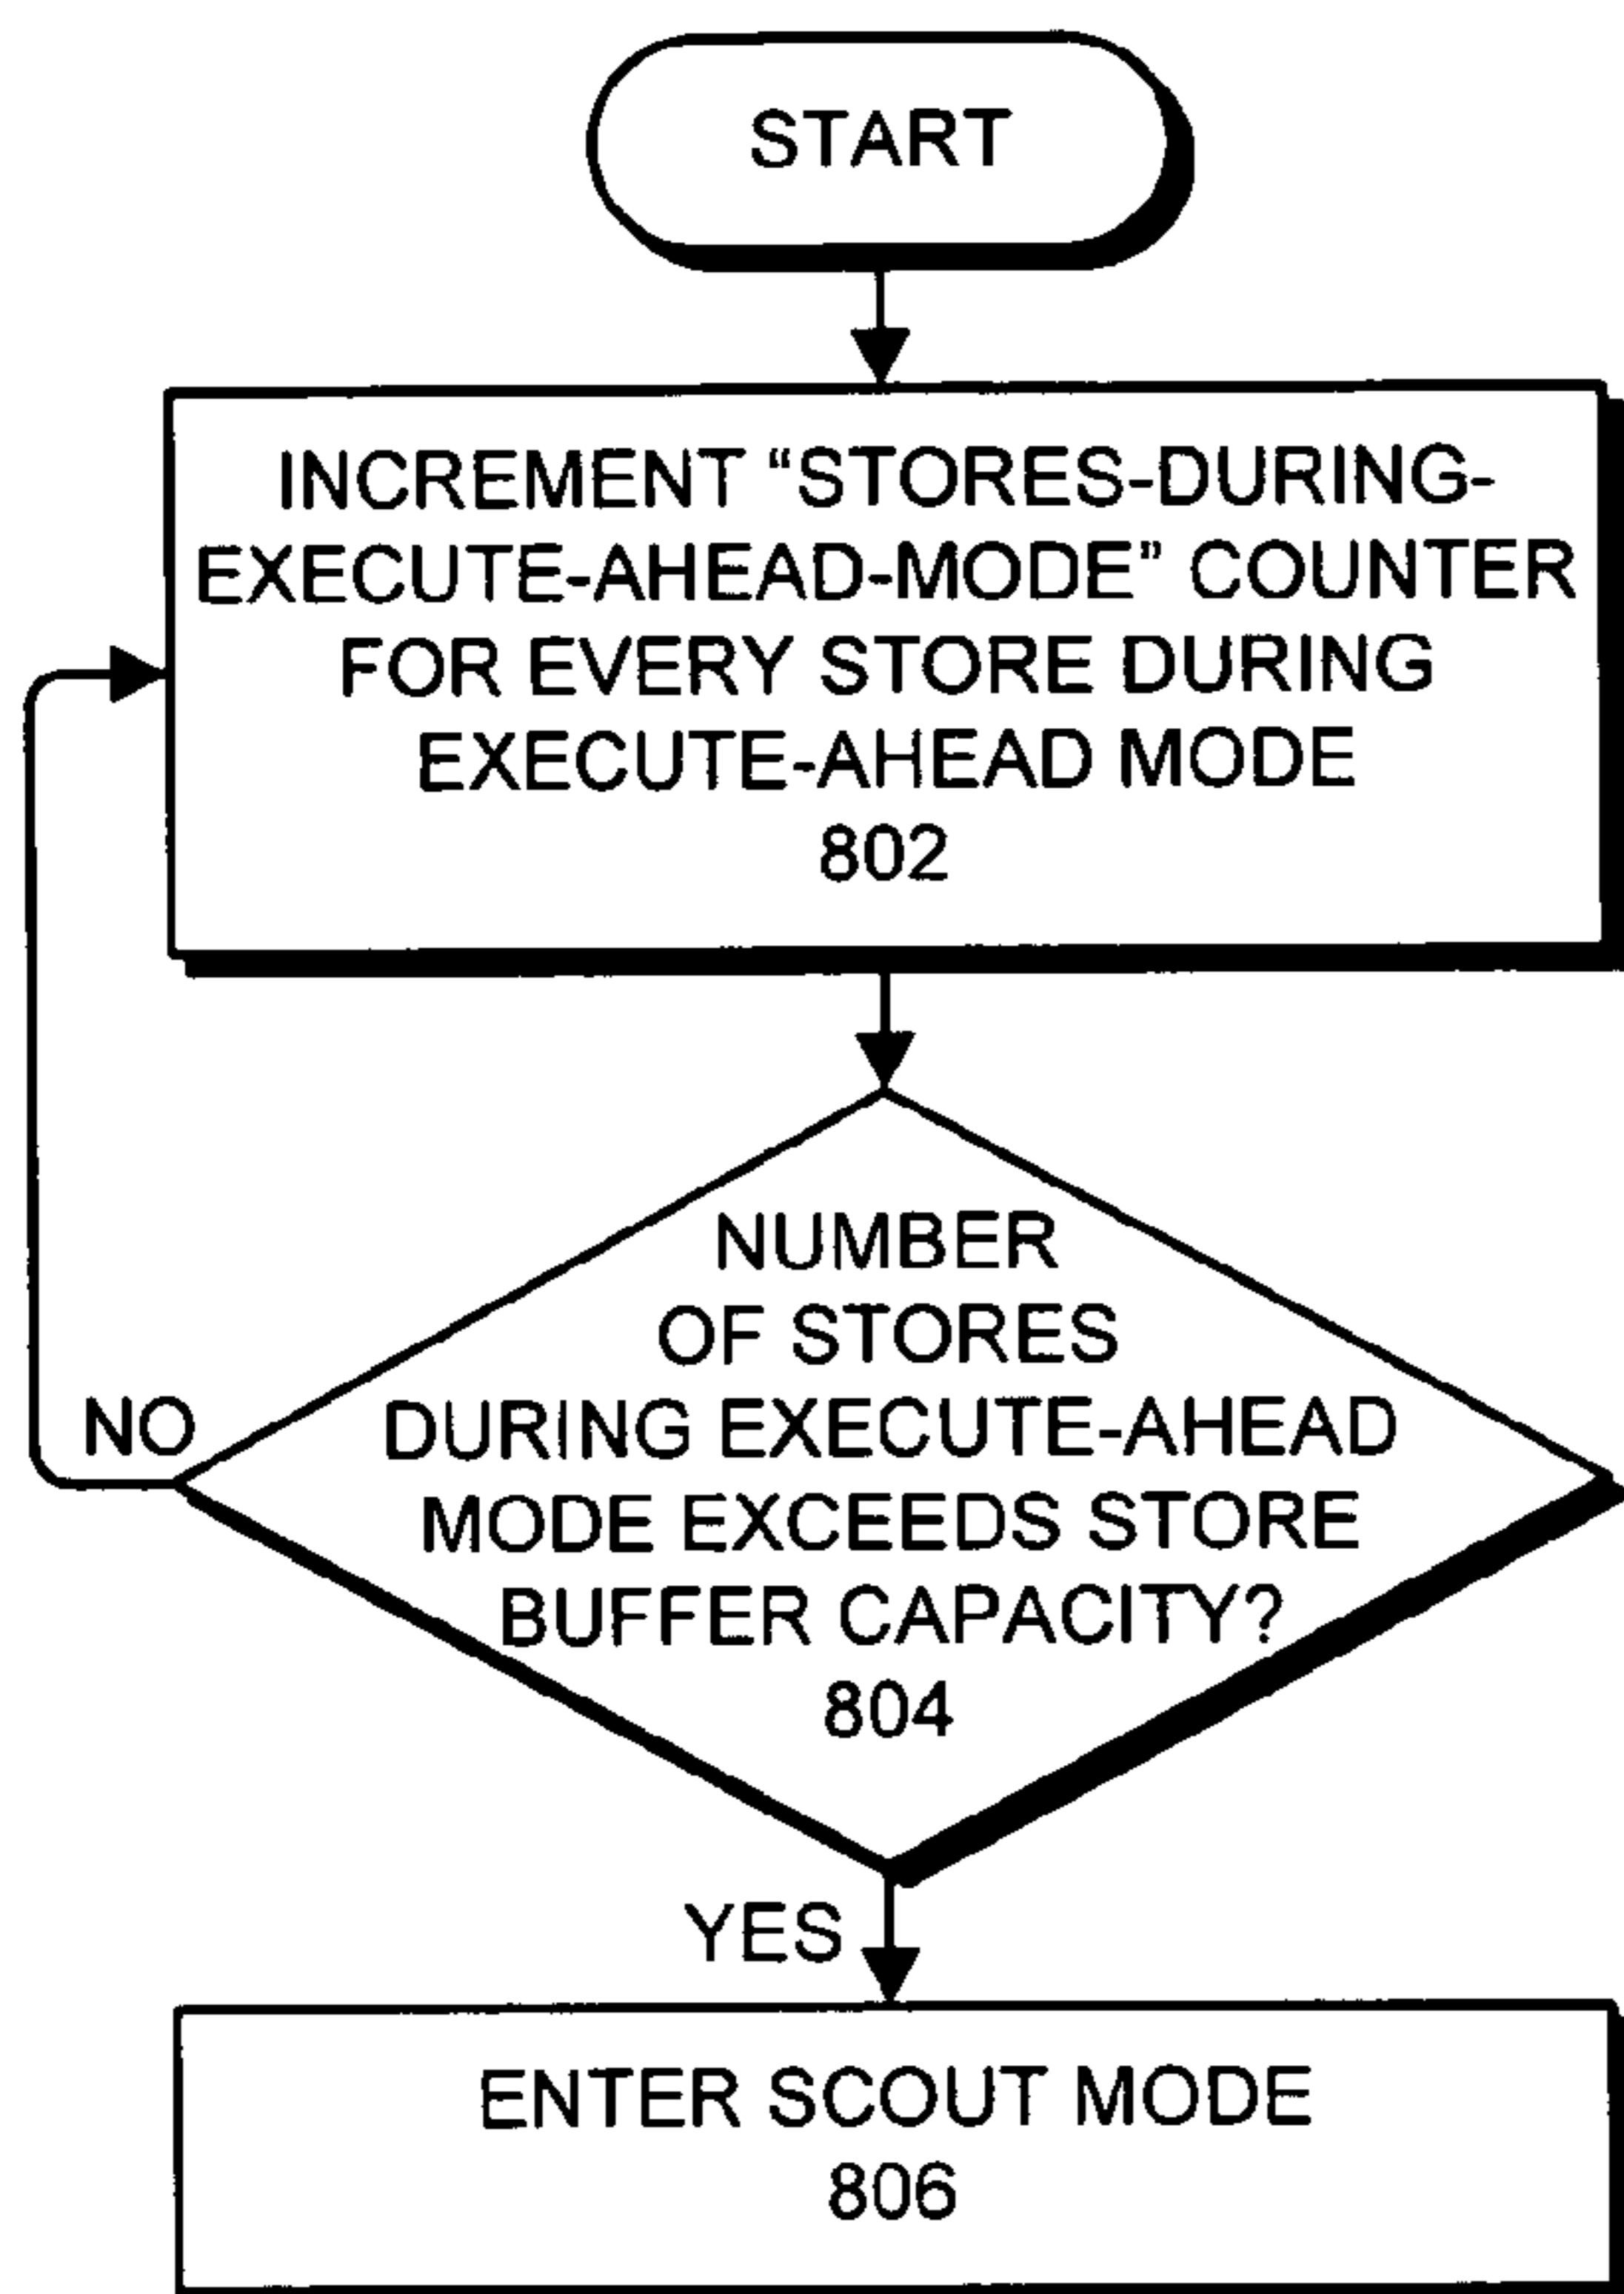 START
INCREMENT “STORES-DURING-
EXECUTE-AHEAD-MODE” COUNTER
FOR EVERY STORE DURING
EXECUTE-AHEAD MODE
802
NUMBER
OF STORES
DURING EXECUTE-AHEAD
MODE EXCEEDS STORE
BUFFER CAPACITY?
804
NO
YES
ENTER SCOUT MODE
806